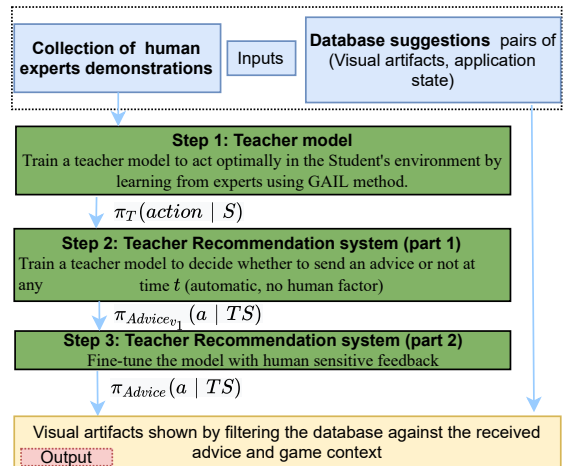 Collection of human
experts demonstrations
Inputs
Database suggestions pairs of
(Visual artifacts, application
state)
Step 1: Teacher model
Train a teacher model to act optimally in the Student's environment by
learning from experts using GAIL method.
π_T(action | S)
Step 2: Teacher Recommendation system (part 1)
Train a teacher model to decide whether to send an advice or not at
any time t (automatic, no human factor)
π_{Advice_{v_1}}(a | TS)
Step 3: Teacher Recommendation system (part 2)
Fine-tune the model with human sensitive feedback
π_{Advice}(a | TS)
Visual artifacts shown by filtering the database against the received
advice and game context
Output